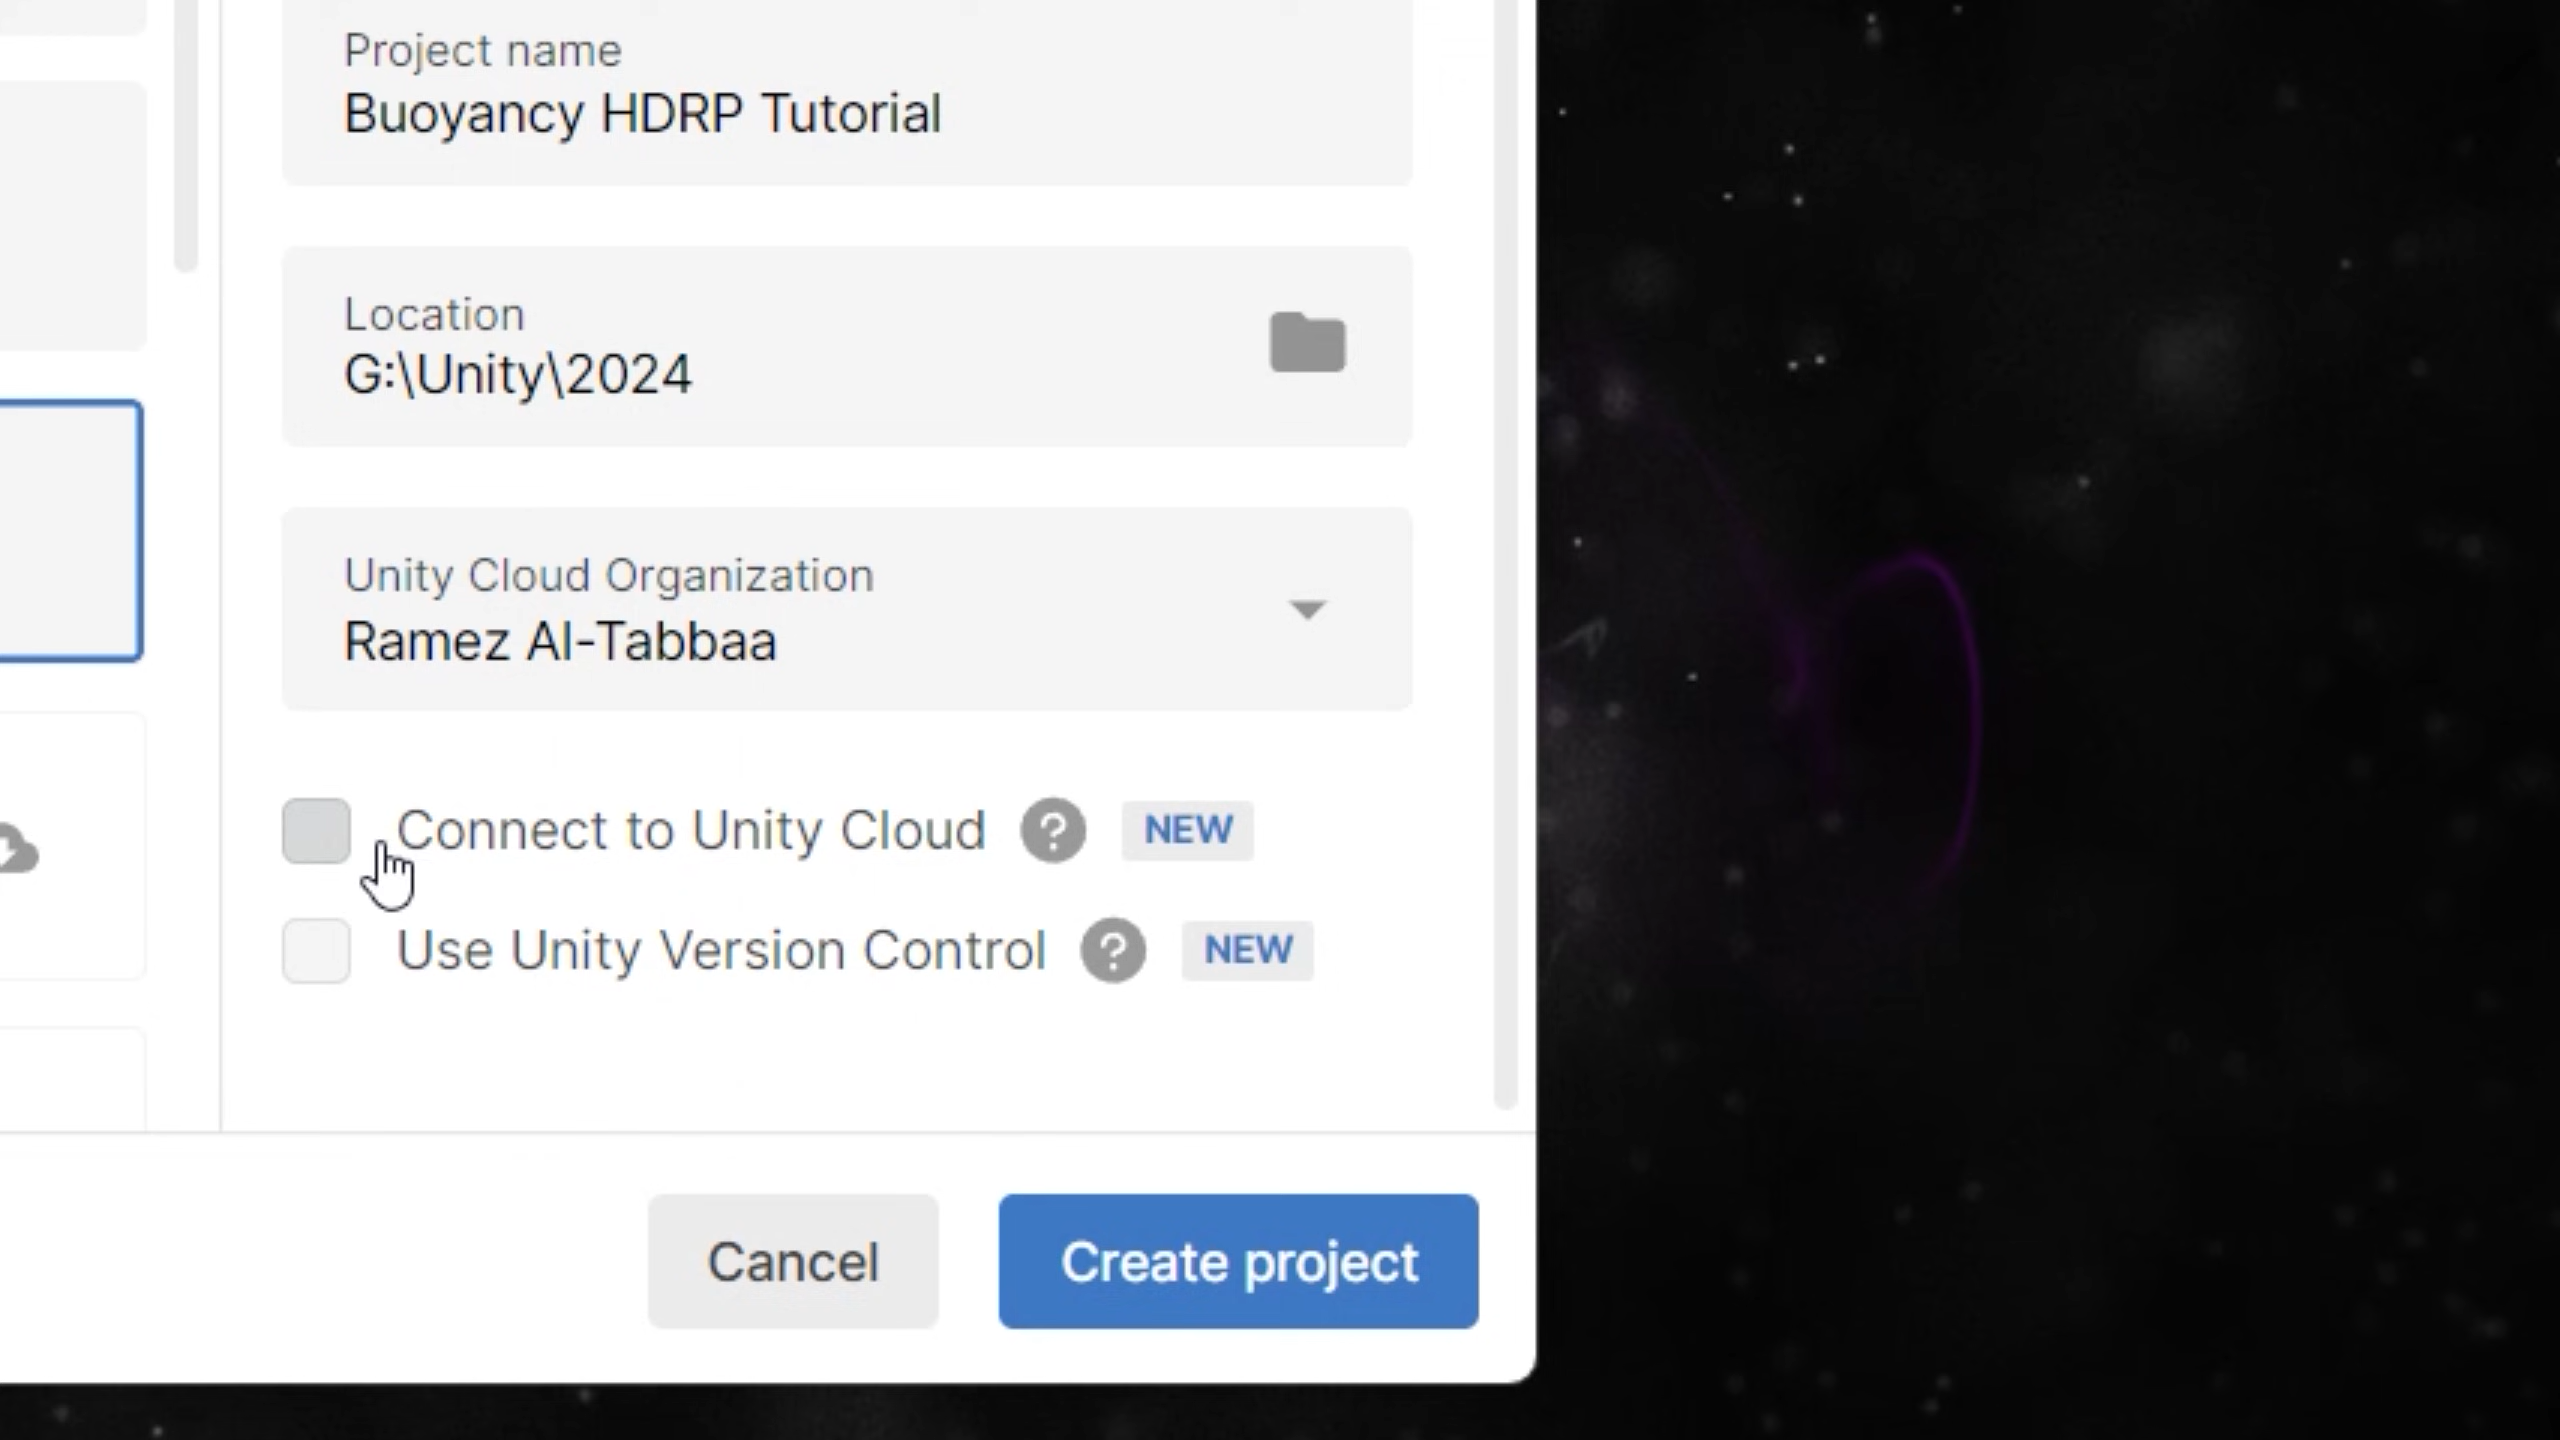 Project name
Buoyancy HDRP Tutorial
Location
G:\Unity\2024
Unity Cloud Organization
Ramez Al-Tabbaa
Connect to Unity Cloud ? NEW
Use Unity Version Control ? NEW
Cancel Create project